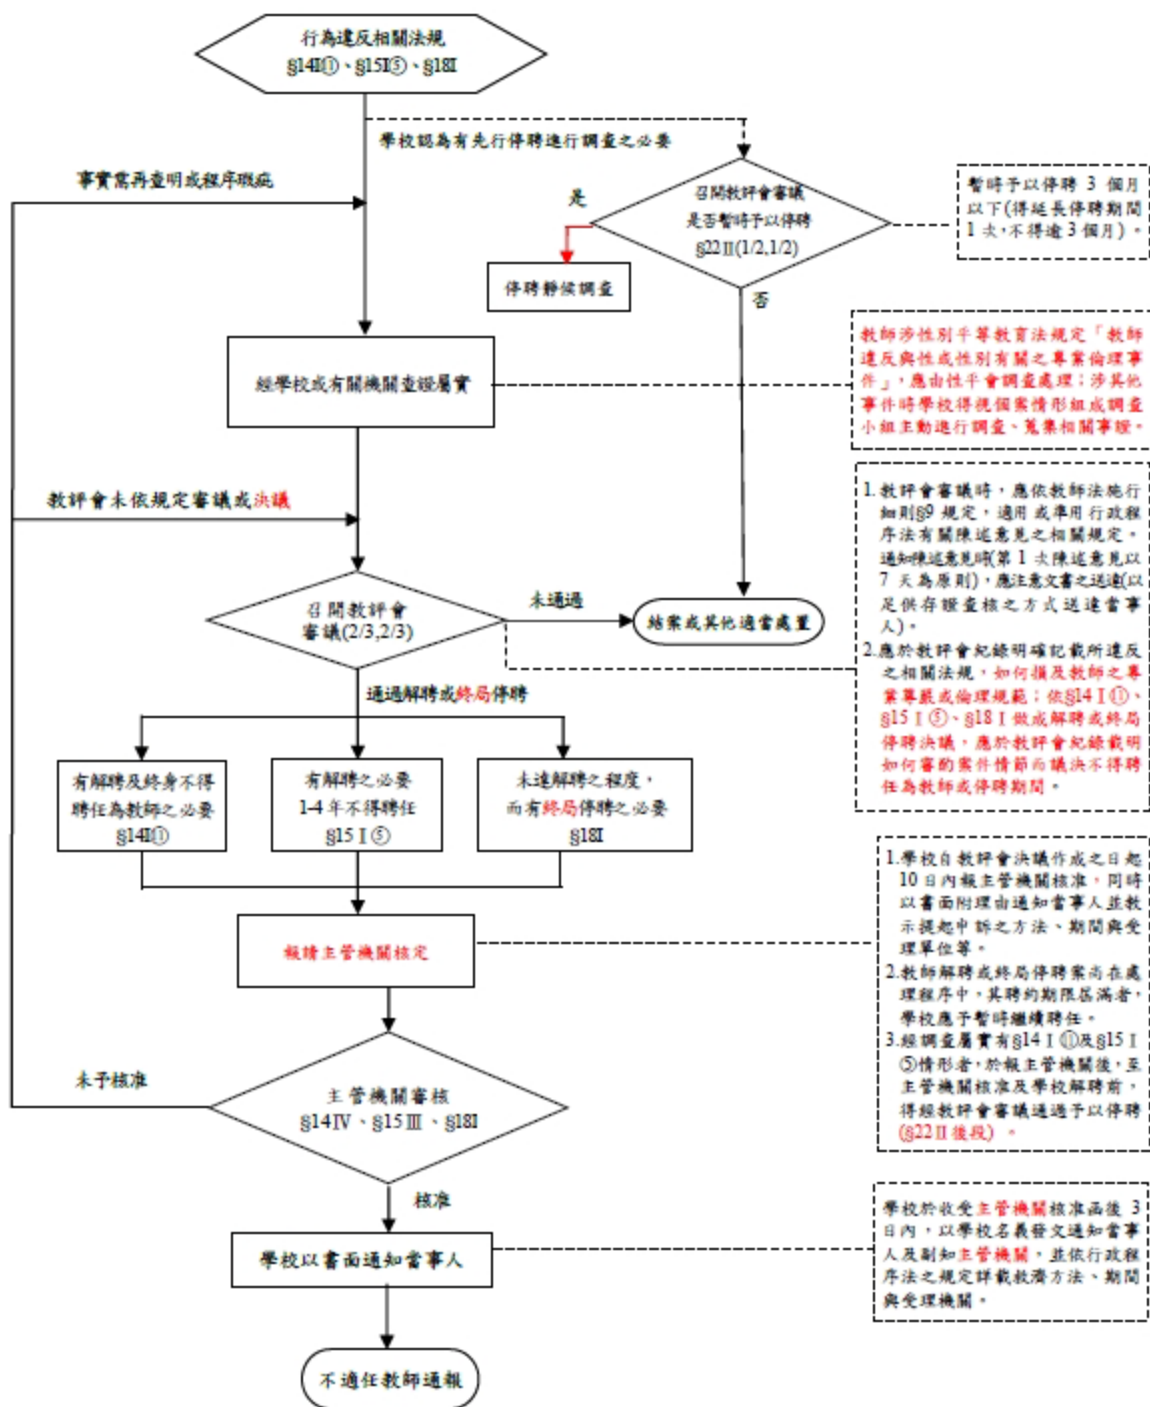 行為違反相關法規
§14I⑪、§15I⑤、§18I
學校認為有先行停聘進行調查之必要
事實需再查明或程序瑕疵
是
召開教評會審議
是否暫時予以停聘
§22Ⅱ(1/2,1/2)
暫時予以停聘 3 個月
以下(得延長停聘期間
1 次，不得逾 3 個月)。
停聘靜候調查
否
經學校或有關機關查證屬實
教師涉性別平等教育法規定「教師
違反與性或性別有關之專業倫理事
件」，應由性平會調查處理；涉其他
事件時學校得視個案情形組成調查
小組主動進行調查、蒐集相關事證。
教評會未依規定審議或決議
召開教評會
審議(2/3,2/3)
未通過
結案或其他適當處置
1. 教評會審議時，應依教師法施行
細則§9 規定，適用或準用行政程
序法有關陳述意見之相關規定。
通知陳述意見時(第 1 次陳述意見以
7 天為原則)，應注意文書之送達(以
足供存證查核之方式送達當事
人)。
2. 應於教評會紀錄明確記載所違反
之相關法規，如何損及教師之專
業尊嚴或倫理規範；依§14Ⅰ⑪、
§15Ⅰ⑤、§18Ⅰ做成解聘或終局
停聘決議，應於教評會紀錄載明
如何審酌案件情節而議決不得聘
任為教師或停聘期間。
通過解聘或終局停聘
有解聘及終身不得
聘任為教師之必要
§14I⑪
有解聘之必要
1-4 年不得聘任
§15Ⅰ⑤
未達解聘之程度，
而有終局停聘之必要
§18I
報請主管機關核定
1.學校自教評會決議作成之日起
10 日內報主管機關核准，同時
以書面附理由通知當事人並教
示提起申訴之方法、期間與受
理單位等。
2.教師解聘或終局停聘案尚在處
理程序中，其聘約期限屆滿者，
學校應予暫時繼續聘任。
3.經調查屬實有§14Ⅰ⑪及§15Ⅰ
⑤情形者，於報主管機關後，至
主管機關核准及學校解聘前，
得經教評會審議通過予以停聘
(§22Ⅱ後段) 。
未予核准
主管機關審核
§14Ⅳ、§15Ⅲ、§18I
核准
學校以書面通知當事人
學校於收受主管機關核准函後 3
日內，以學校名義發文通知當事
人及副知主管機關，並依行政程
序法之規定詳載救濟方法、期間
與受理機關。
不適任教師通報